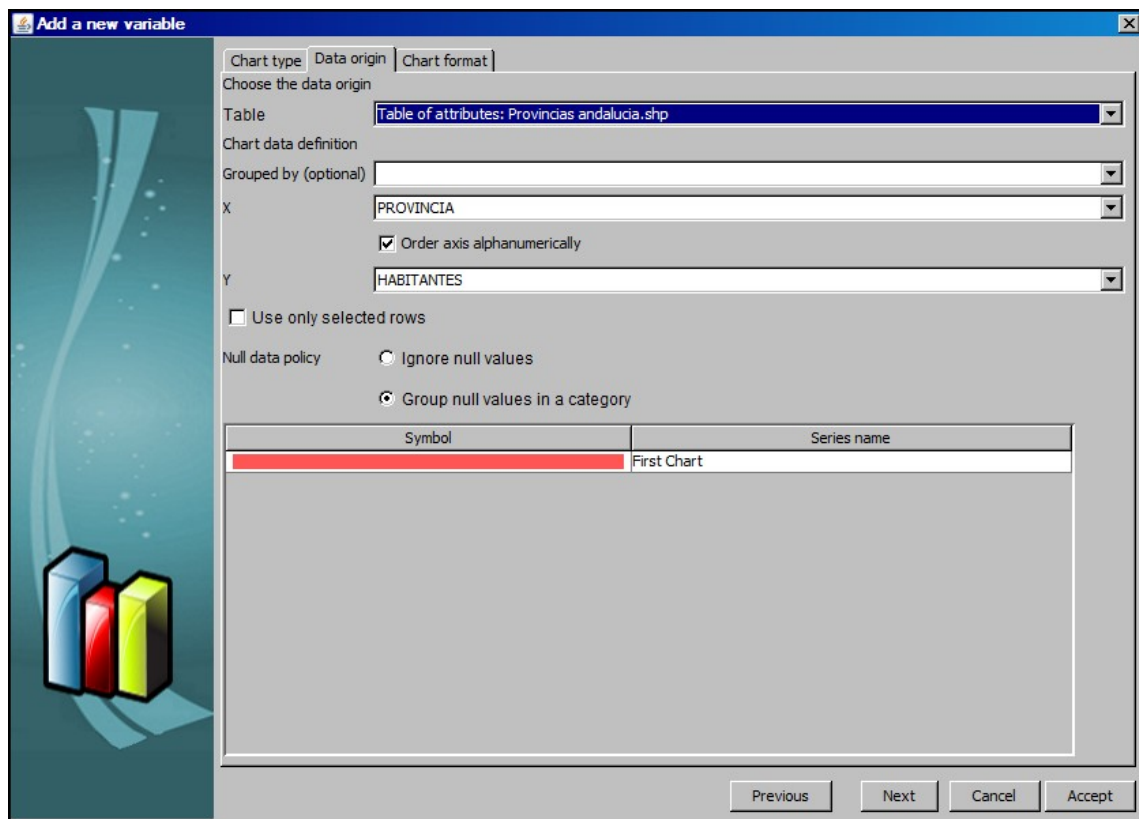 Add a new variable
Chart type Data origin Chart format
Choose the data origin
Table Table of attributes: Provincias andalucia.shp
Chart data definition
Grouped by (optional)
X PROVINCIA
Order axis alphanumerically
Y HABITANTES
Use only selected rows
Null data policy Ignore null values
Group null values in a category
Symbol Series name
First Chart
Previous Next Cancel Accept